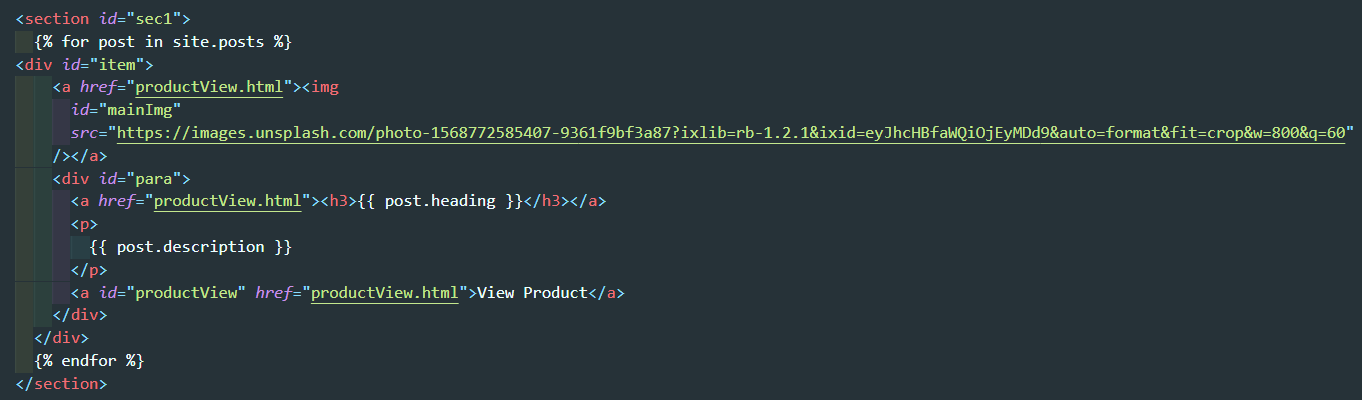 <section id="sec1">
{% for post in site.posts %}
<div id="item">
<a href="productView.html"><img
id="mainImg"
src="https://images.unsplash.com/photo-1568772585407-9361f9bf3a87?ixlib=rb-1.2.1&ixid=eyJhcHBfaWQiOjEyMDd9&auto=format&fit=crop&w=800&q=60"
/></a>
<div id="para">
<a href="productView.html"><h3>{{ post.heading }}</h3></a>
<p>
{{ post.description }}
</p>
<a id="productView" href="productView.html">View Product</a>
</div>
</div>
{% endfor %}
</section>